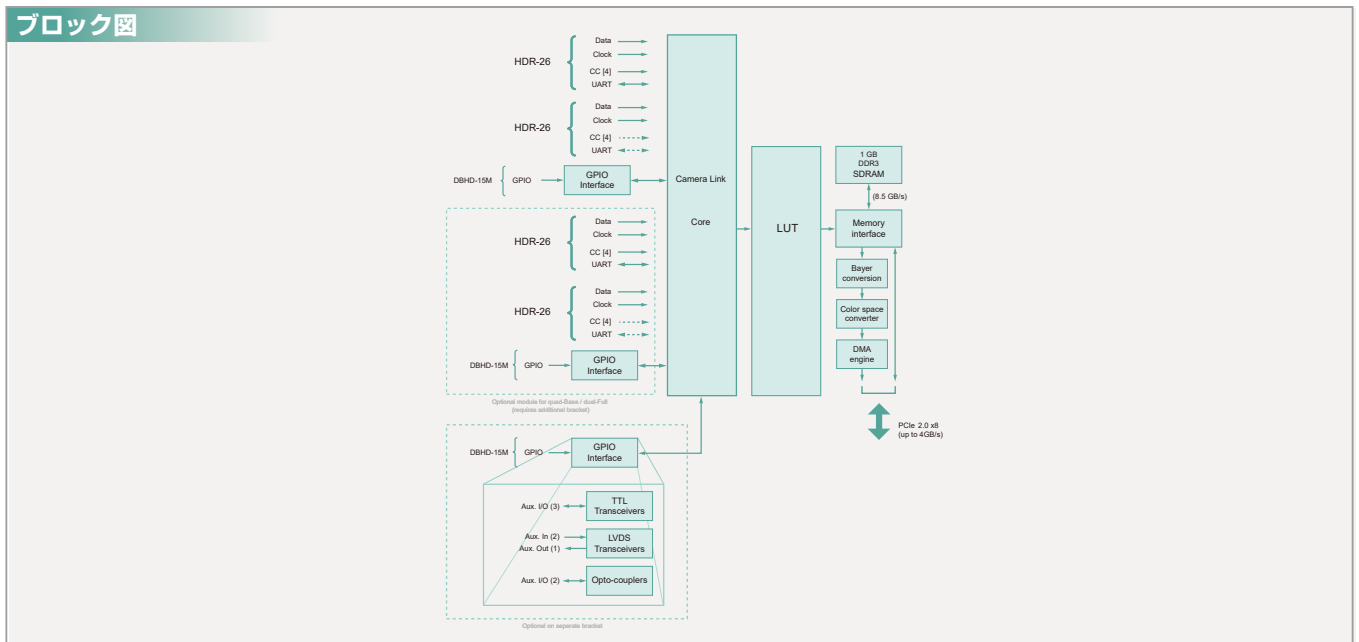 ブロック図
HDR-26
Data
Clock
CC [4]
UART
HDR-26
Data
Clock
CC [4]
UART
DBHD-15M
GPIO
GPIO
Interface
HDR-26
Data
Clock
CC [4]
UART
HDR-26
Data
Clock
CC [4]
UART
DBHD-15M
GPIO
GPIO
Interface
Optional module for quad-Base / dual-Full
(requires additional bracket)
Camera Link
Core
LUT
1 GB
DDR3
SDRAM
(8.5 GB/s)
Memory
interface
Bayer
conversion
Color space
converter
DMA
engine
PCIe 2.0 x8
(up to 4GB/s)
DBHD-15M
GPIO
GPIO
Interface
Aux. I/O (3)
TTL
Transceivers
Aux. In (2)
Aux. Out (1)
LVDS
Transceivers
Aux. I/O (2)
Opto-couplers
Optional on separate bracket